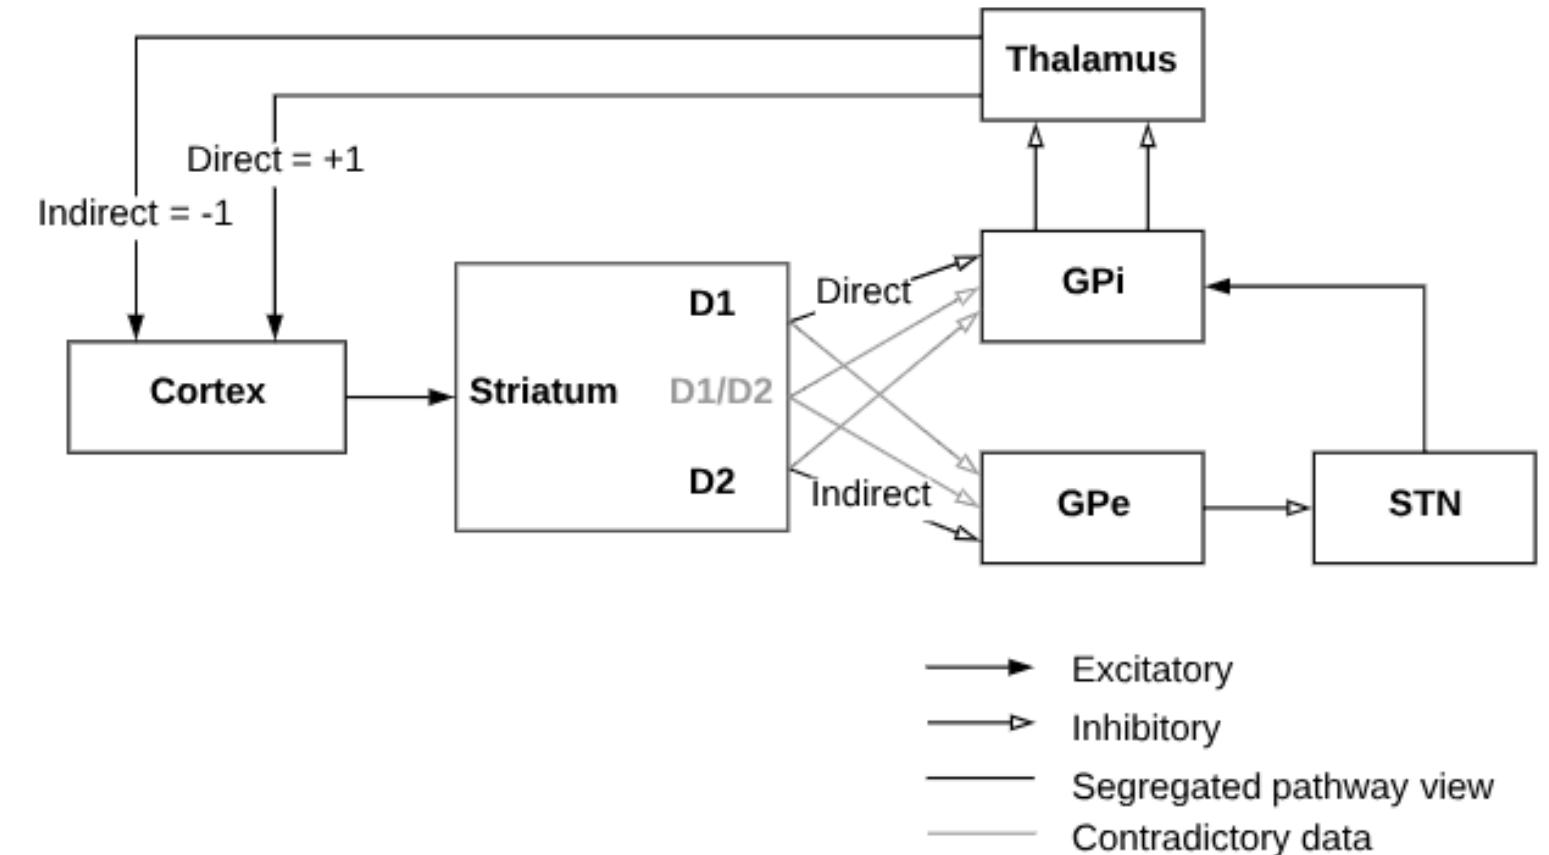 Thalamus
Direct = +1
Indirect = -1
Cortex
Striatum
D1
D1/D2
D2
Direct
Indirect
GPi
GPe
STN
Excitatory
Inhibitory
Segregated pathway view
Contradictory data